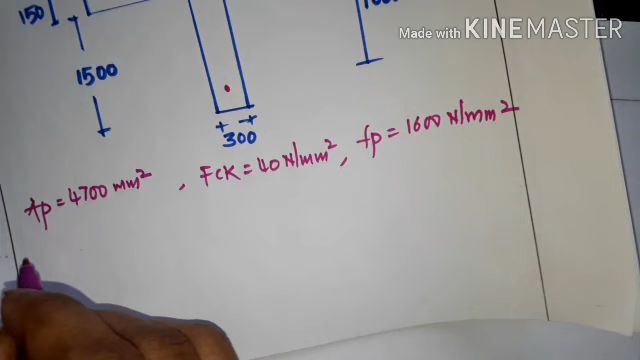 Made with KINEMASTER
150
1500
300
Ap = 4700 mm² , FCK = 40 N/mm² , fp = 1600 N/mm²